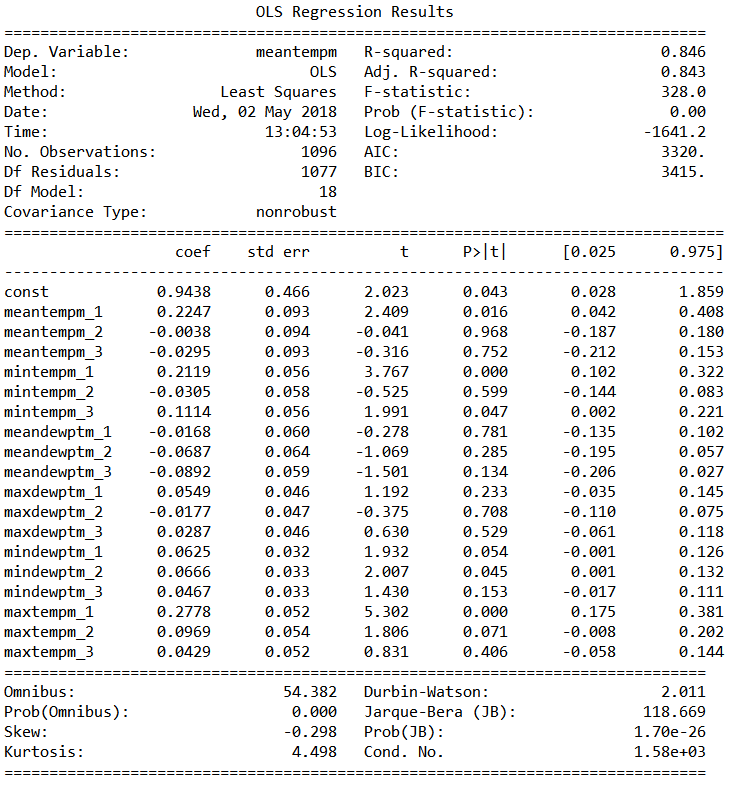 OLS Regression Results
==============================================================================
Dep. Variable:              meantempm   R-squared:                       0.846
Model:                            OLS   Adj. R-squared:                  0.843
Method:                 Least Squares   F-statistic:                     328.0
Date:                Wed, 02 May 2018   Prob (F-statistic):               0.00
Time:                        13:04:53   Log-Likelihood:                -1641.2
No. Observations:                1096   AIC:                             3320.
Df Residuals:                    1077   BIC:                             3415.
Df Model:                          18
Covariance Type:            nonrobust
================================================================================
                   coef    std err          t      P>|t|      [0.025      0.975]
--------------------------------------------------------------------------------
const            0.9438      0.466      2.023      0.043       0.028       1.859
meantempm_1      0.2247      0.093      2.409      0.016       0.042       0.408
meantempm_2     -0.0038      0.094     -0.041      0.968      -0.187       0.180
meantempm_3     -0.0295      0.093     -0.316      0.752      -0.212       0.153
mintempm_1       0.2119      0.056      3.767      0.000       0.102       0.322
mintempm_2      -0.0305      0.058     -0.525      0.599      -0.144       0.083
mintempm_3       0.1114      0.056      1.991      0.047       0.002       0.221
meandewptm_1    -0.0168      0.060     -0.278      0.781      -0.135       0.102
meandewptm_2    -0.0687      0.064     -1.069      0.285      -0.195       0.057
meandewptm_3    -0.0892      0.059     -1.501      0.134      -0.206       0.027
maxdewptm_1      0.0549      0.046      1.192      0.233      -0.035       0.145
maxdewptm_2     -0.0177      0.047     -0.375      0.708      -0.110       0.075
maxdewptm_3      0.0287      0.046      0.630      0.529      -0.061       0.118
mindewptm_1      0.0625      0.032      1.932      0.054      -0.001       0.126
mindewptm_2      0.0666      0.033      2.007      0.045       0.001       0.132
mindewptm_3      0.0467      0.033      1.430      0.153      -0.017       0.111
maxtempm_1       0.2778      0.052      5.302      0.000       0.175       0.381
maxtempm_2       0.0969      0.054      1.806      0.071      -0.008       0.202
maxtempm_3       0.0429      0.052      0.831      0.406      -0.058       0.144
==============================================================================
Omnibus:                       54.382   Durbin-Watson:                   2.011
Prob(Omnibus):                  0.000   Jarque-Bera (JB):              118.669
Skew:                          -0.298   Prob(JB):                     1.70e-26
Kurtosis:                       4.498   Cond. No.                     1.58e+03
==============================================================================